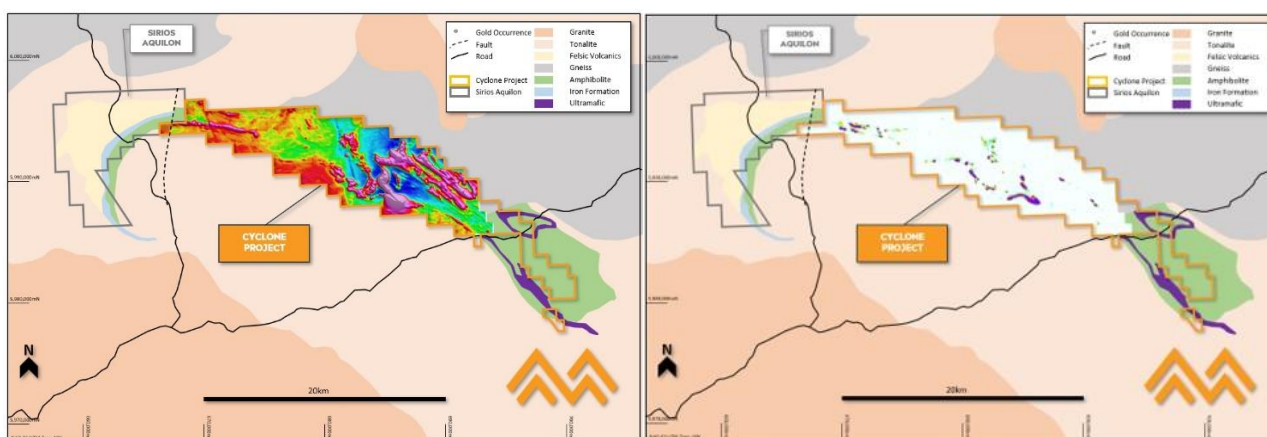 SIRIOS
AQUILON
Gold Occurrence
Fault
Road
Cyclone Project
Sirios Aquilon
Granite
Tonalite
Felsic Volcanics
Gneiss
Amphibolite
Iron Formation
Ultramafic
CYCLONE
PROJECT
N
20km
SIRIOS
AQUILON
Gold Occurrence
Fault
Road
Cyclone Project
Sirios Aquilon
Granite
Tonalite
Felsic Volcanics
Gneiss
Amphibolite
Iron Formation
Ultramafic
CYCLONE
PROJECT
N
20km